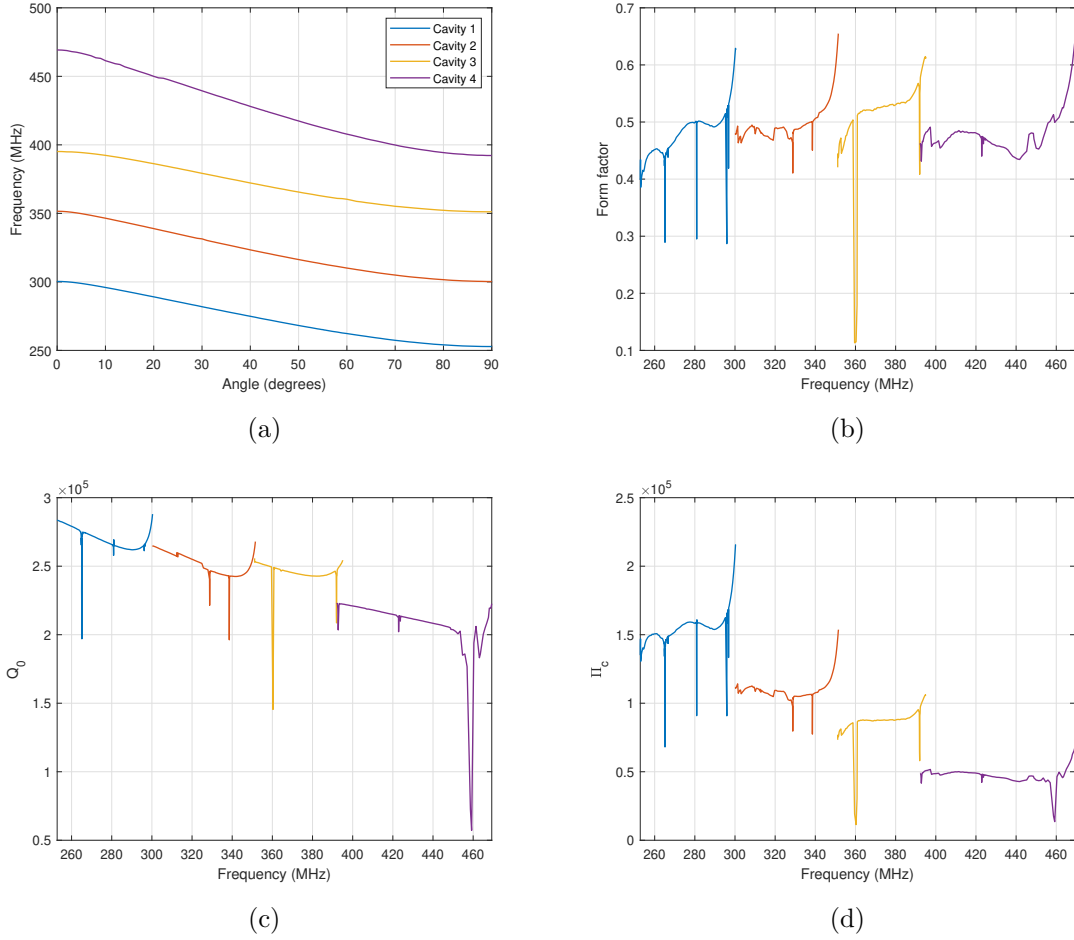 500
450
400
350
300
250
Frequency (MHz)
0 10 20 30 40 50 60 70 80 90
Angle (degrees)
Cavity 1
Cavity 2
Cavity 3
Cavity 4
(a)
0.7
0.6
0.5
0.4
0.3
0.2
0.1
Form factor
260 280 300 320 340 360 380 400 420 440 460
Frequency (MHz)
(b)
×10⁵
3
2.5
2
1.5
1
0.5
Q₀
260 280 300 320 340 360 380 400 420 440 460
Frequency (MHz)
(c)
×10⁵
2.5
2
1.5
1
0.5
0
Π_c
260 280 300 320 340 360 380 400 420 440 460
Frequency (MHz)
(d)